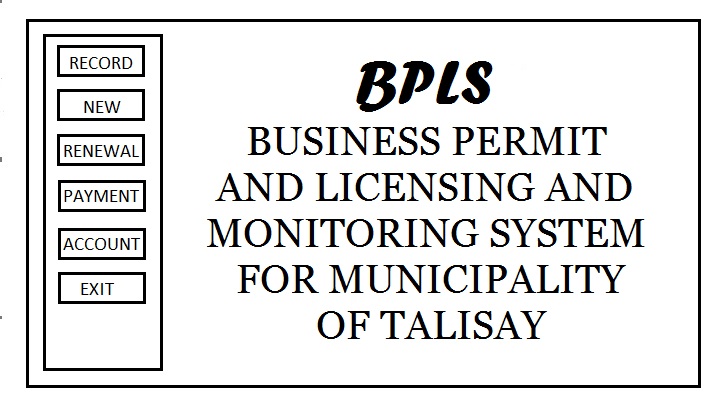 RECORD
NEW
RENEWAL
PAYMENT
ACCOUNT
EXIT
BPLS
BUSINESS PERMIT
AND LICENSING AND
MONITORING SYSTEM
FOR MUNICIPALITY
OF TALISAY